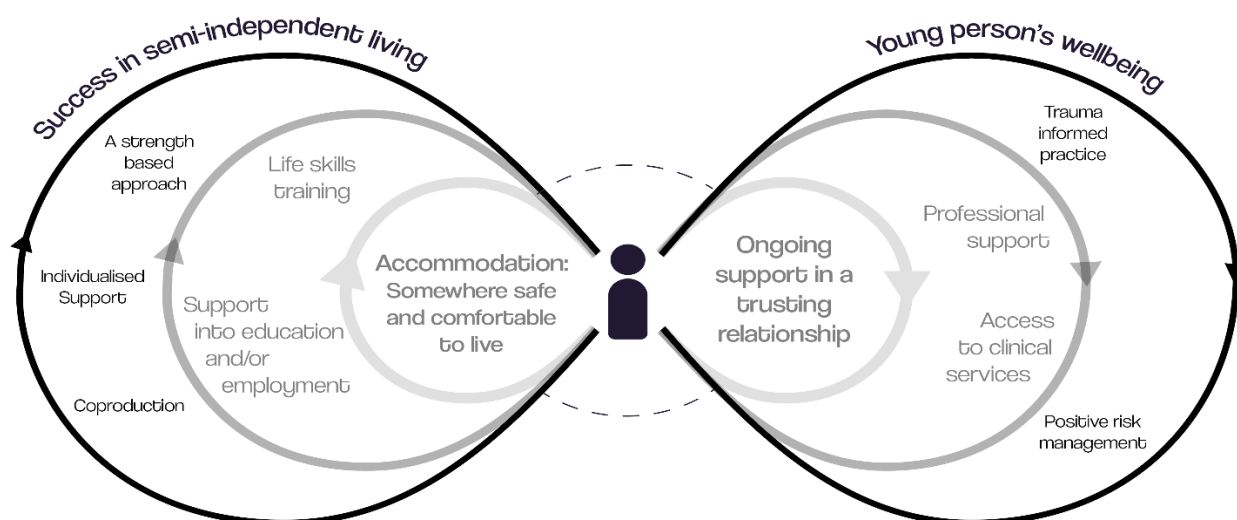 Success in semi-independent living
A strength
based
approach
Life skills
training
Individualised
Support
Support
into education
and/or
employment
Accommodation:
Somewhere safe
and comfortable
to live
Coproduction
Young person's wellbeing
Trauma
informed
practice
Professional
support
Ongoing
support in a
trusting
relationship
Access
to clinical
services
Positive risk
management